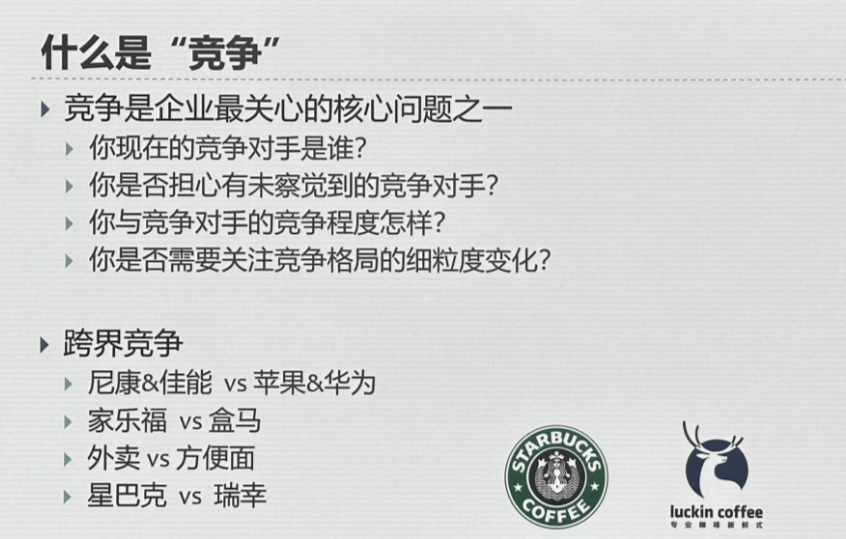 什么是“竞争”
竞争是企业最关心的核心问题之一
你现在的竞争对手是谁?
你是否担心有未察觉到的竞争对手?
你与竞争对手的竞争程度怎样?
你是否需要关注竞争格局的细粒度变化?
跨界竞争
尼康&佳能 vs 苹果&华为
家乐福 vs 盒马
外卖 vs 方便面
星巴克 vs 瑞幸
STARBUCKS
COFFEE
luckin coffee
专业咖啡新鲜式